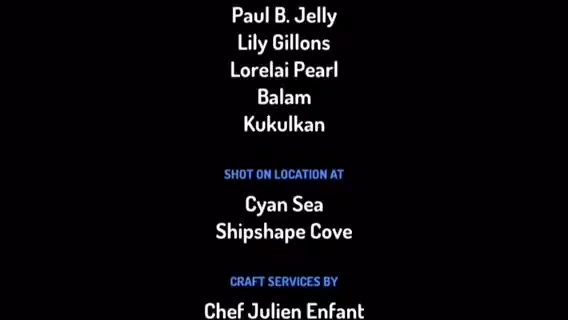 Paul B. Jelly
Lily Gillons
Lorelai Pearl
Balam
Kukulkan
SHOT ON LOCATION AT
Cyan Sea
Shipshape Cove
CRAFT SERVICES BY
Chef Julien Enfant